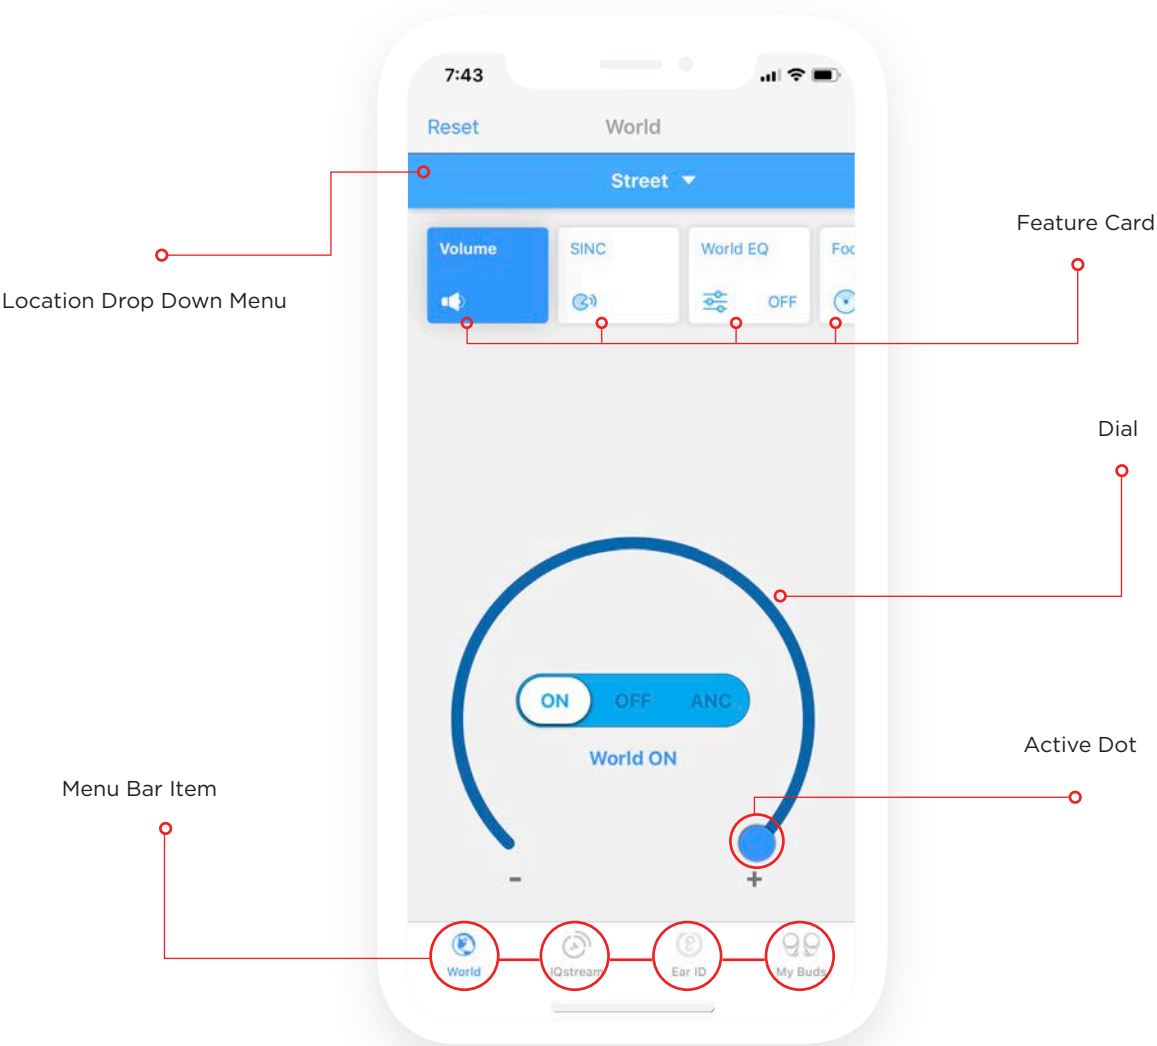 7:43
Reset
World
Street
Feature Card
Volume
SINC
World EQ
Foc
Location Drop Down Menu
OFF
Dial
ON OFF ANC
Active Dot
World ON
Menu Bar Item
- +
World
IQstream
Ear ID
My Buds